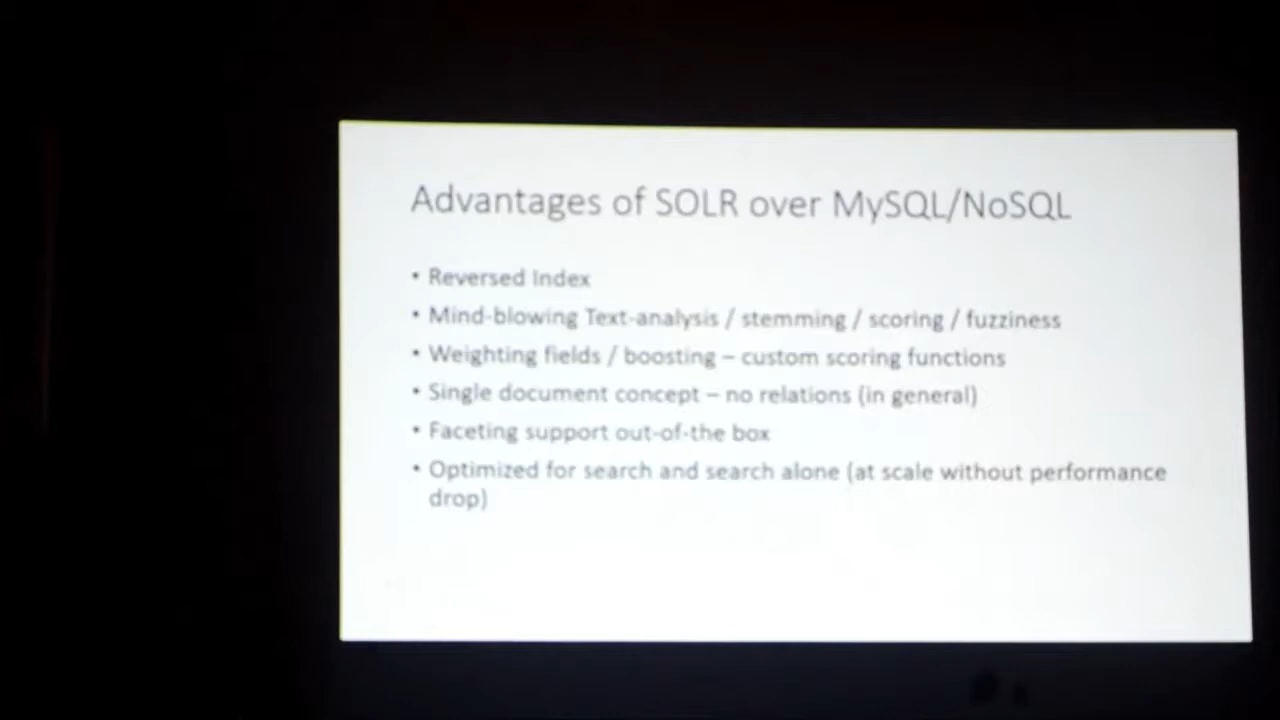 Advantages of SOLR over MySQL/NoSQL
• Reversed Index
• Mind-blowing Text-analysis / stemming / scoring / fuzziness
• Weighting fields / boosting – custom scoring functions
• Single document concept – no relations (in general)
• Faceting support out-of-the box
• Optimized for search and search alone (at scale without performance
drop)